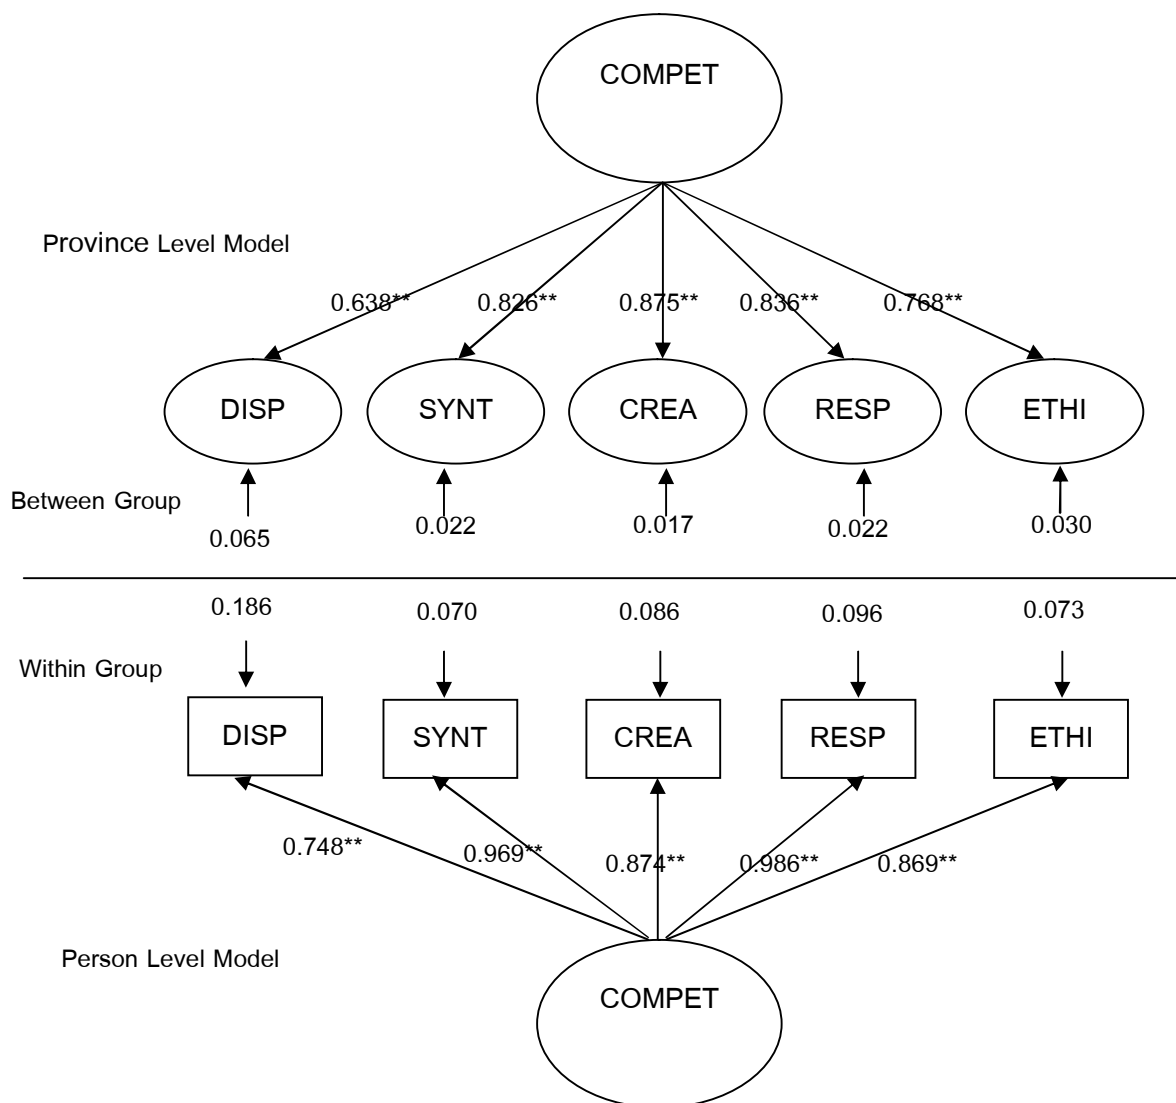 COMPET
Province Level Model
0.638** 0.826** 0.875** 0.836** 0.768**
DISP SYNT CREA RESP ETHI
Between Group
0.065 0.022 0.017 0.022 0.030
0.186 0.070 0.086 0.096 0.073
Within Group
DISP SYNT CREA RESP ETHI
0.748** 0.969** 0.874** 0.986** 0.869**
Person Level Model
COMPET